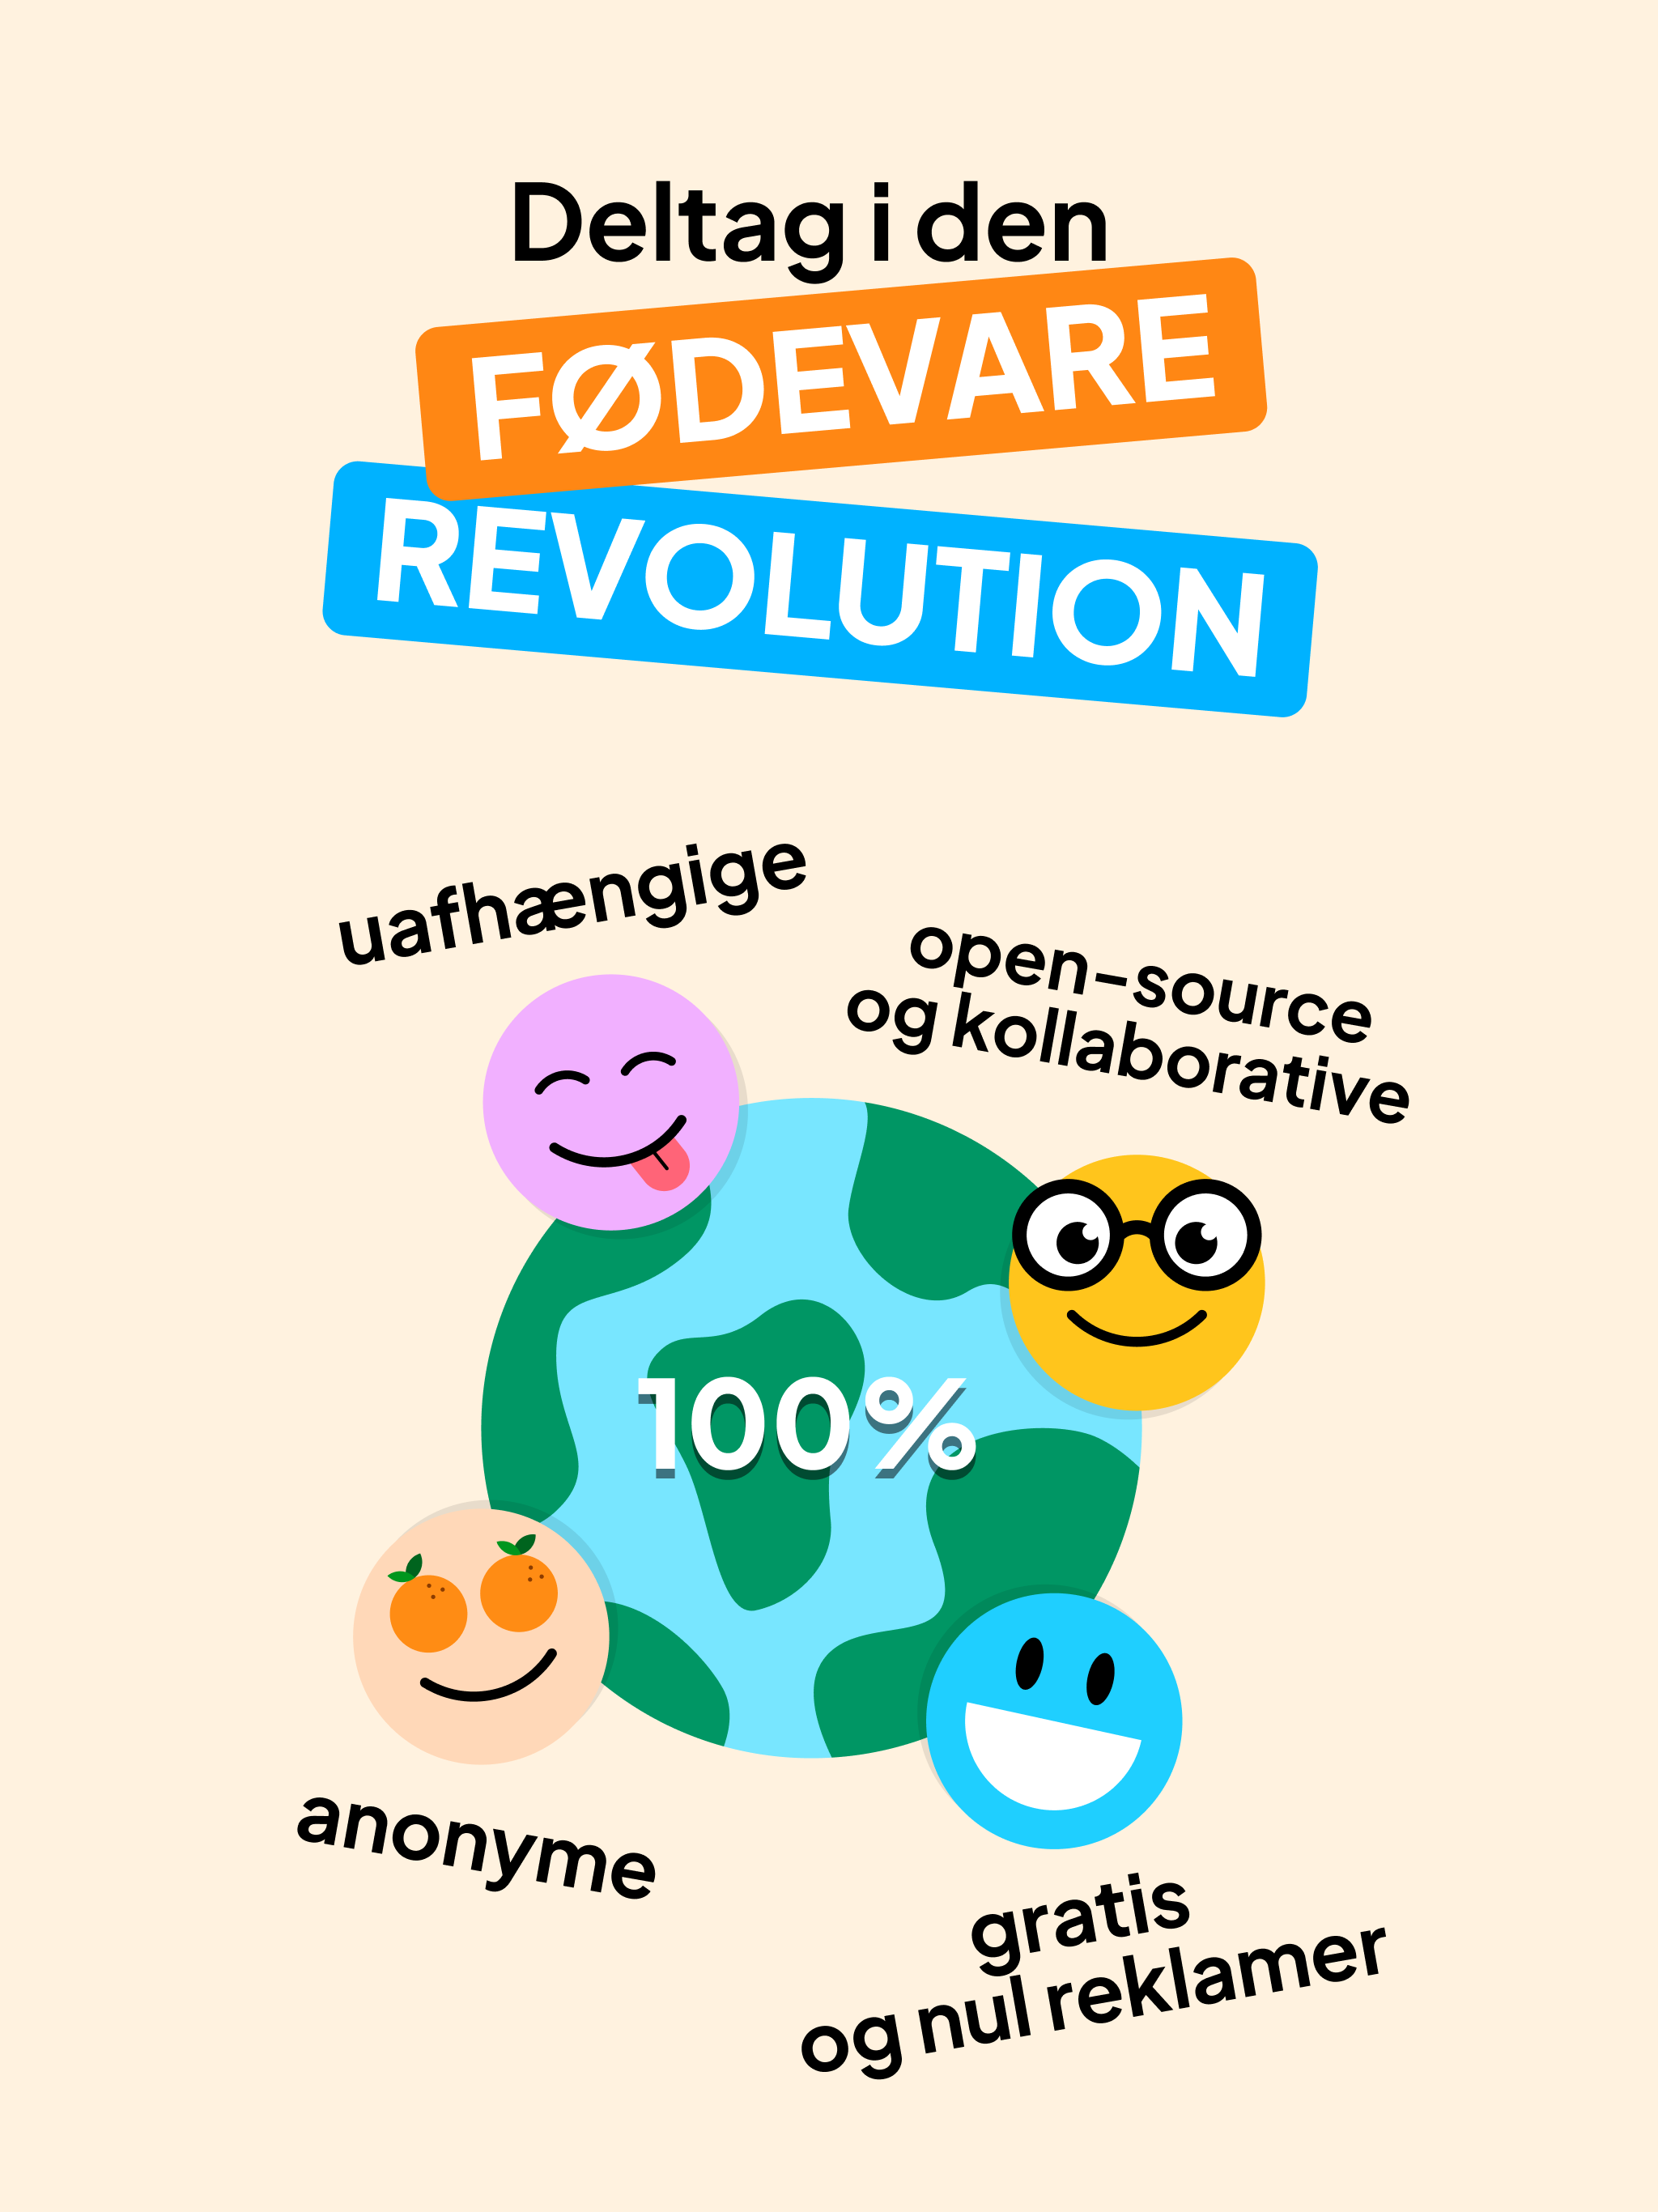 Deltag i den
FØDEVARE
REVOLUTION
uafhængige
open-source
og kollaborative
100%
anonyme
gratis
og nul reklamer